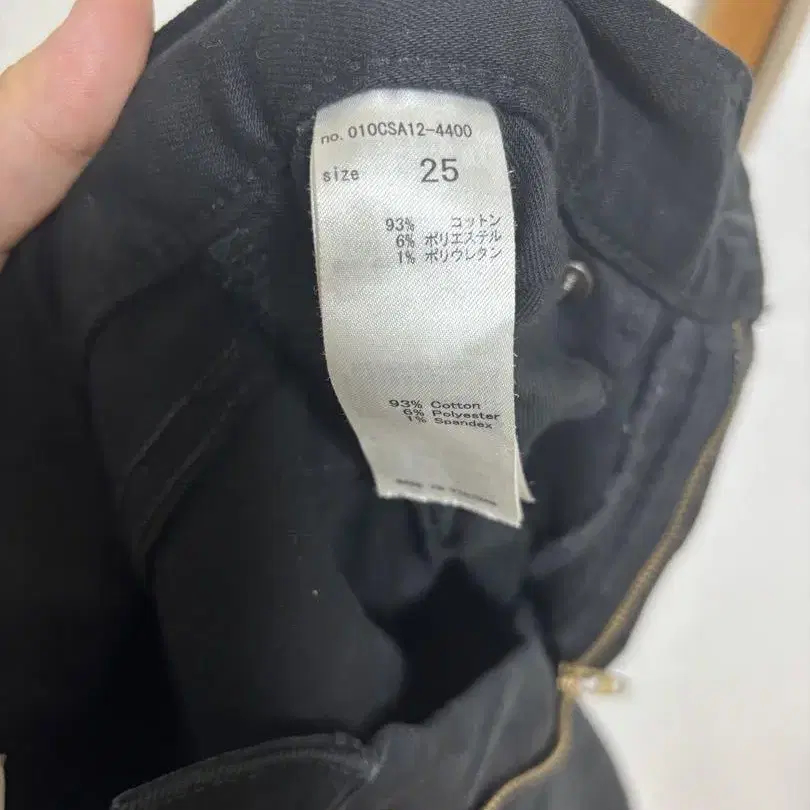 no. 010CSA12-4400
size 25
93% コットン
6% ポリエステル
1% ポリウレタン
93% Cotton
6% Polyester
1% Spandex